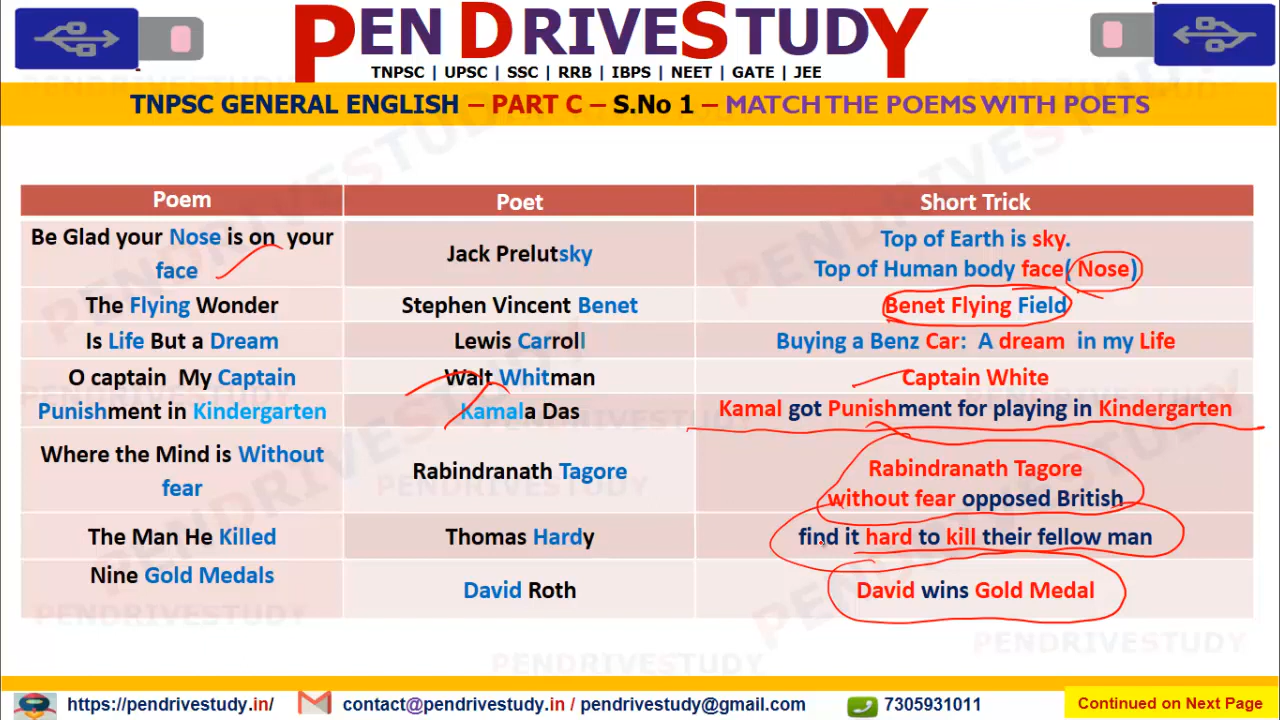 PEN DRIVESTUDY
TNPSC | UPSC | SSC | RRB | IBPS | NEET | GATE | JEE
TNPSC GENERAL ENGLISH – PART C – S.No 1 – MATCH THE POEMS WITH POETS
Poem Poet Short Trick
Be Glad your Nose is on your
face
Jack Prelutsky
Top of Earth is sky.
Top of Human body face( Nose)
The Flying Wonder Stephen Vincent Benet Benet Flying Field
Is Life But a Dream Lewis Carroll Buying a Benz Car: A dream in my Life
O captain My Captain Walt Whitman Captain White
Punishment in Kindergarten Kamala Das Kamal got Punishment for playing in Kindergarten
Where the Mind is Without
fear
Rabindranath Tagore
Rabindranath Tagore
without fear opposed British
The Man He Killed Thomas Hardy find it hard to kill their fellow man
Nine Gold Medals David Roth David wins Gold Medal
PENDRIVESTUDY
PENDRIVESTUDY
PENDRIVESTUDY
PENDRIVESTUDY
https://pendrivestudy.in/ contact@pendrivestudy.in / pendrivestudy@gmail.com 7305931011 Continued on Next Page